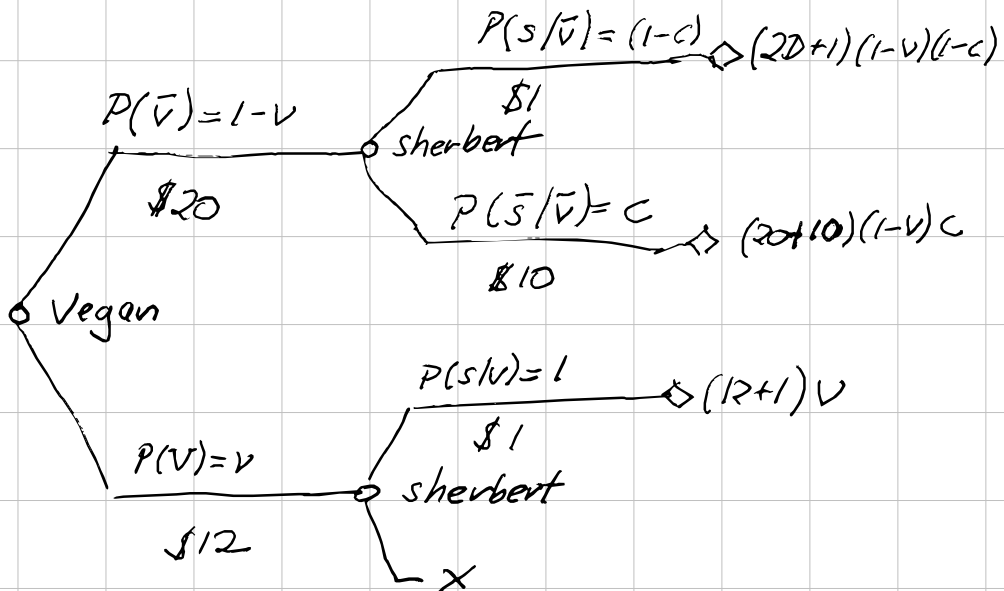 P(s/v̄) = (1-c)
(20+1)(1-v)(1-c)
$1
P(v̄) = 1-v
sherbert
$20
P(s̄/v̄) = c
(20+10)(1-v)c
$10
Vegan
P(s/v) = 1
(12+1)v
$1
P(V) = v
sherbert
$12
X